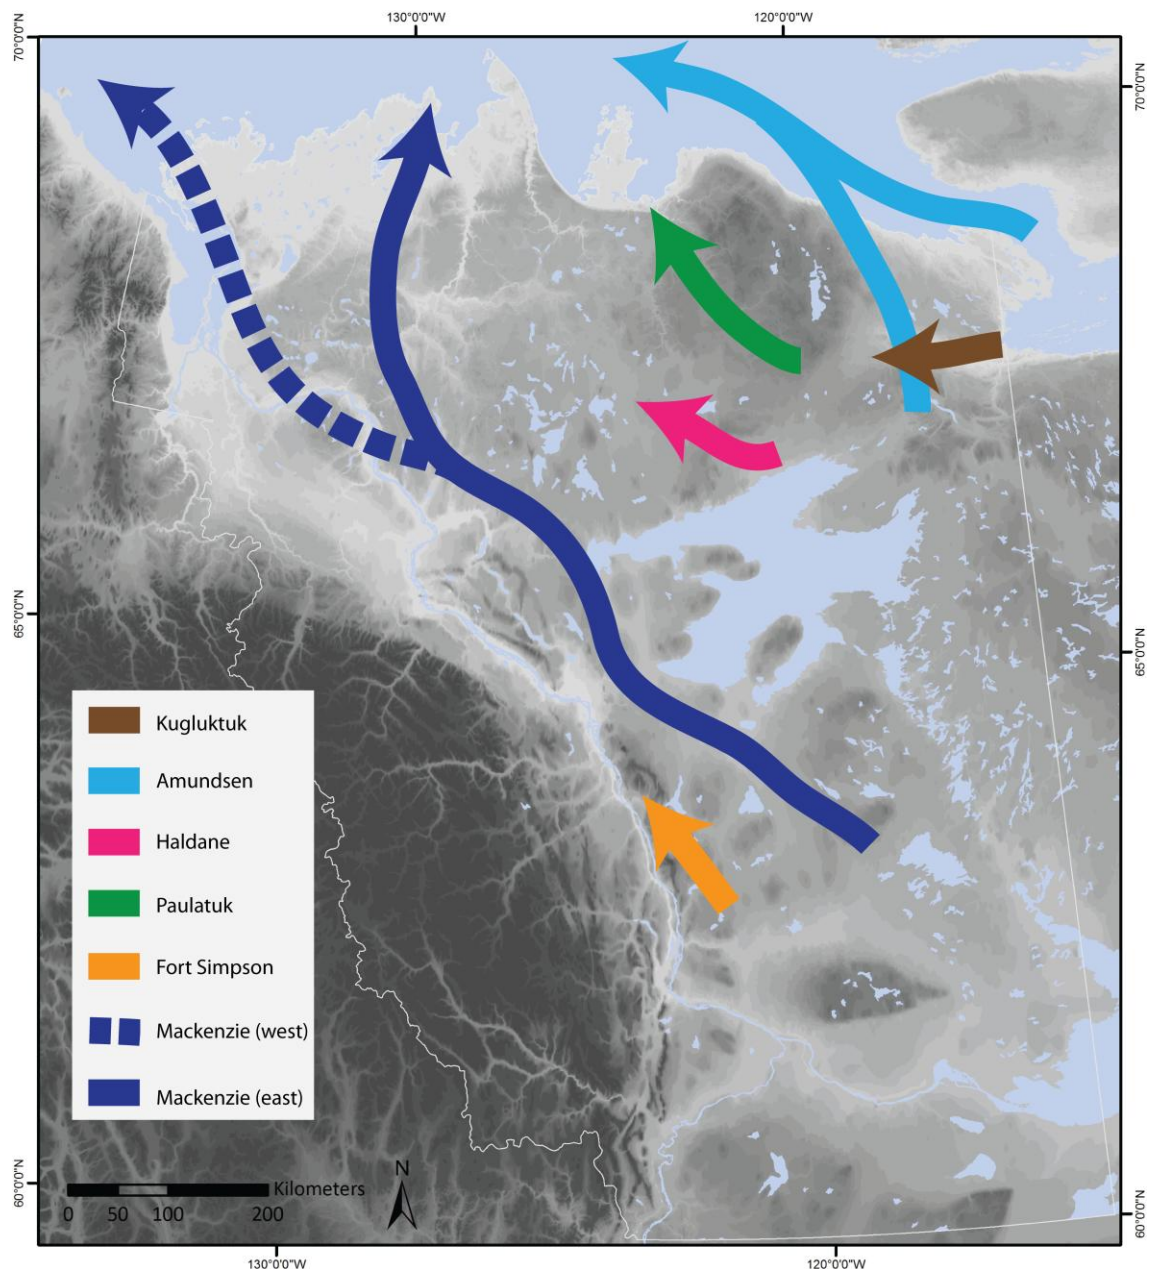 130°0'0"W 120°0'0"W
70°0'0"N
70°0'0"N
65°0'0"N
65°0'0"N
Kugluktuk
Amundsen
Haldane
Paulatuk
Fort Simpson
Mackenzie (west)
Mackenzie (east)
60°0'0"N
60°0'0"N
N
Kilometers
0 50 100 200
130°0'0"W 120°0'0"W